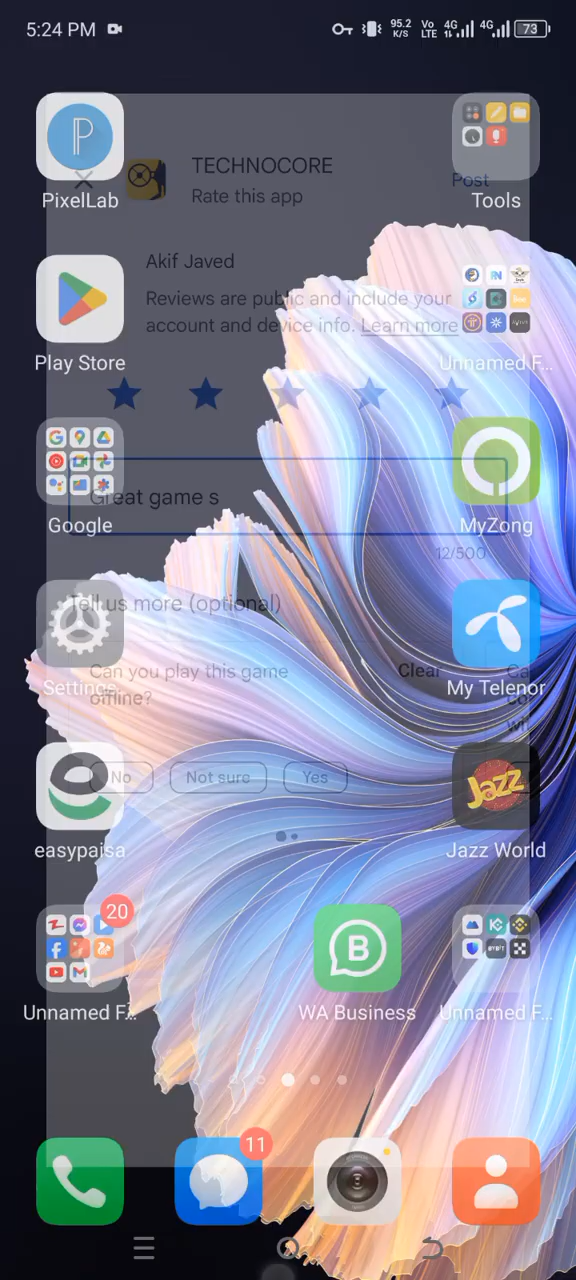 5:24 PM
95.2 K/S
Vo LTE
4G
4G
73
TECHNOCORE
Post
PixelLab
Rate this app
Tools
Akif Javed
Reviews are public and include your
account and device info. Learn more
Play Store
Unnamed F...
Great game s
Google
MyZong
12/500
Tell us more (optional)
Can you play this game
offline?
Clear
Settings
My Telenor
No
Not sure
Yes
Jazz
easypaisa
Jazz World
20
B
Unnamed F...
WA Business
Unnamed F...
11